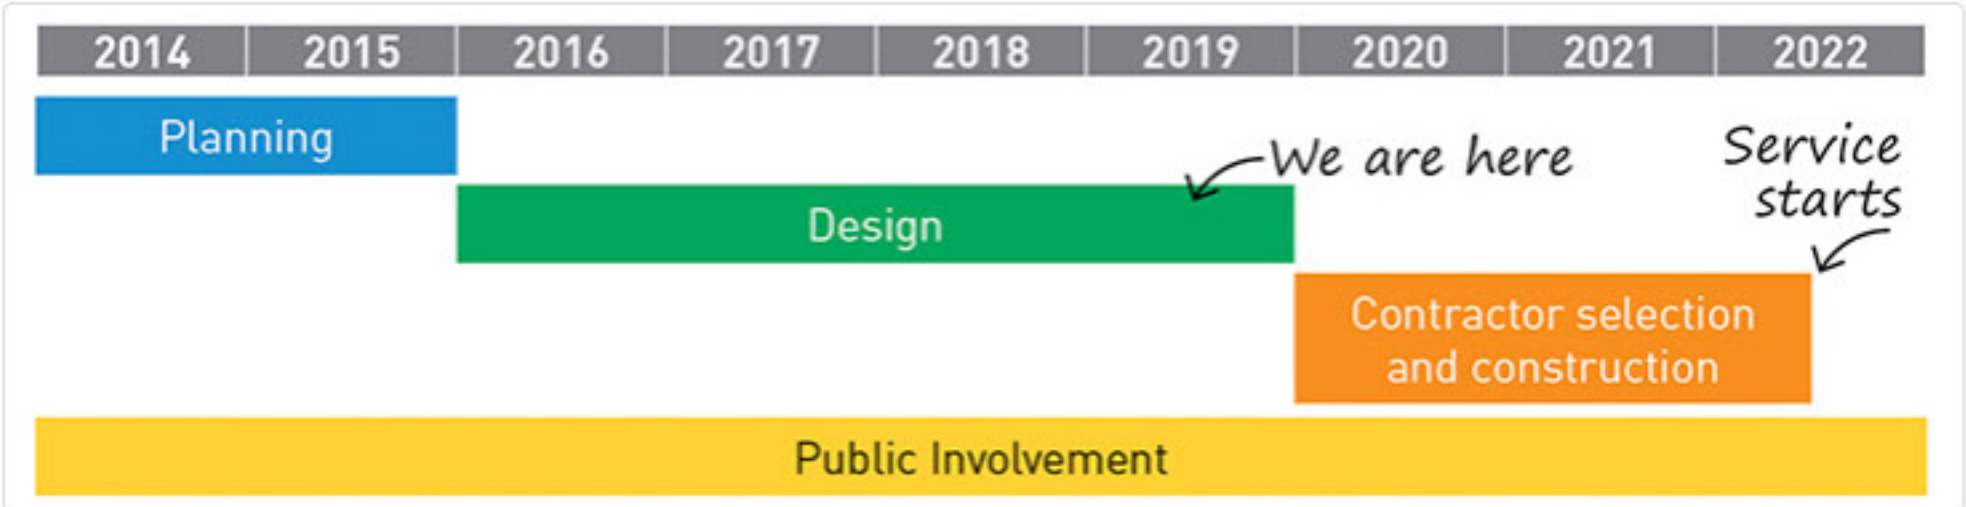 2014 2015 2016 2017 2018 2019 2020 2021 2022
Planning
We are here
Service
starts
Design
Contractor selection
and construction
Public Involvement